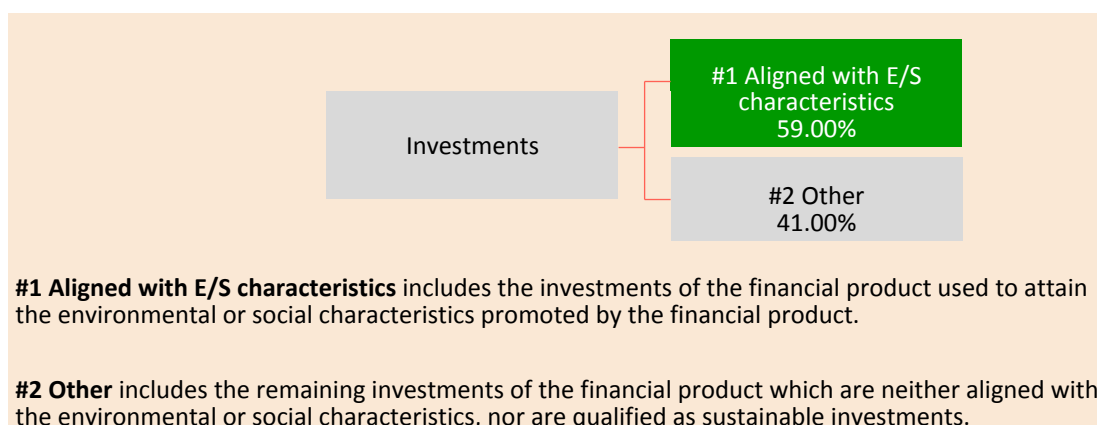 #1 Aligned with E/S
characteristics
59.00%
Investments
#2 Other
41.00%
#1 Aligned with E/S characteristics includes the investments of the financial product used to attain
the environmental or social characteristics promoted by the financial product.
#2 Other includes the remaining investments of the financial product which are neither aligned with
the environmental or social characteristics, nor are qualified as sustainable investments.